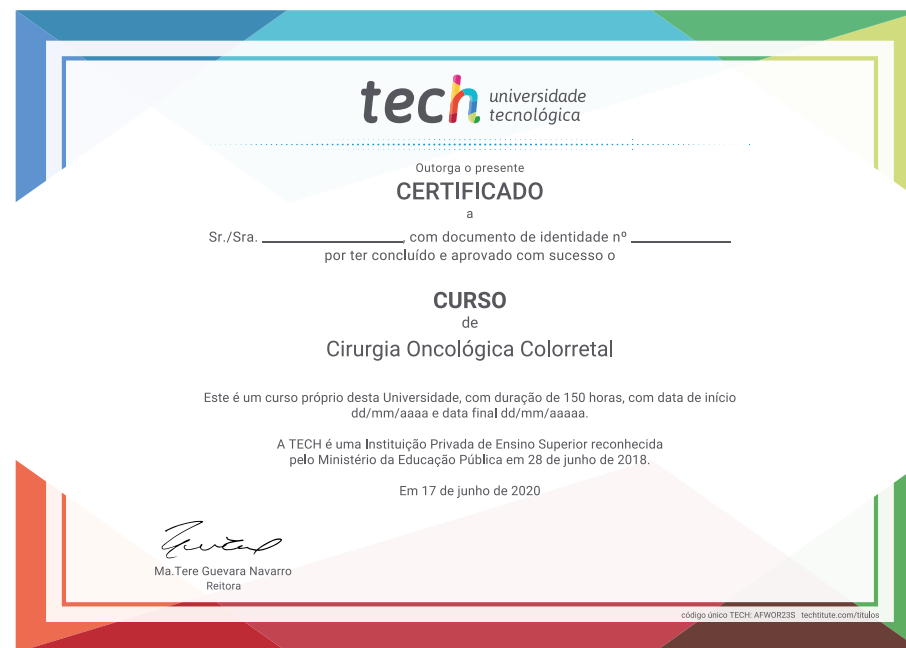 tech universidade
tecnológica
Outorga o presente
CERTIFICADO
a
Sr./Sra. ________________, com documento de identidade nº ____________
por ter concluído e aprovado com sucesso o
CURSO
de
Cirurgia Oncológica Colorretal
Este é um curso próprio desta Universidade, com duração de 150 horas, com data de início
dd/mm/aaaa e data final dd/mm/aaaaa.
A TECH é uma Instituição Privada de Ensino Superior reconhecida
pelo Ministério da Educação Pública em 28 de junho de 2018.
Em 17 de junho de 2020
Ma.Tere Guevara Navarro
Reitora
código único TECH: AFWOR23S techtitute.com/títulos